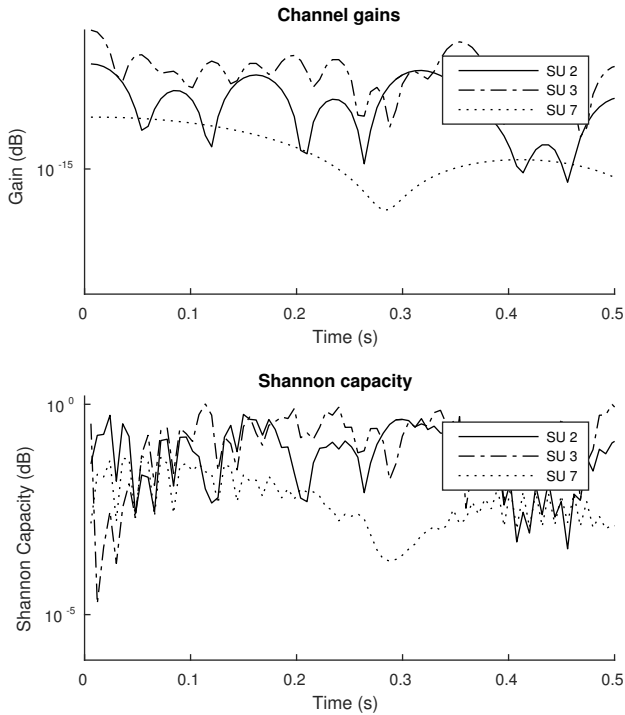 Channel gains
SU 2
SU 3
SU 7
Gain (dB)
10^-15
0 0.1 0.2 0.3 0.4 0.5
Time (s)
Shannon capacity
10^0
SU 2
SU 3
SU 7
Shannon Capacity (dB)
10^-5
0 0.1 0.2 0.3 0.4 0.5
Time (s)